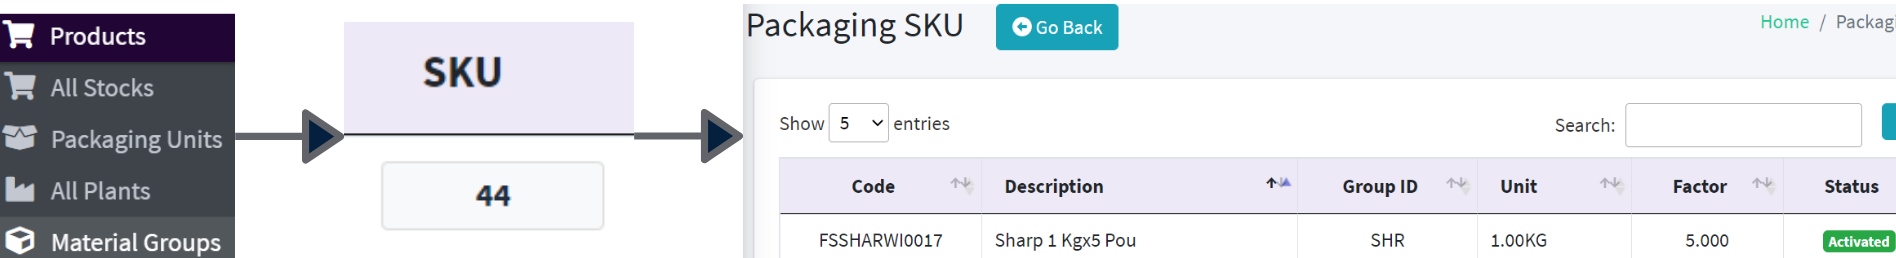 Products
All Stocks
Packaging Units
All Plants
Material Groups
SKU
44
Packaging SKU Go Back
Home /
Show 5 entries
Search:
Code Description Group ID Unit Factor Status
FSSHARWI0017 Sharp 1 Kgx5 Pou SHR 1.00KG 5.000 Activated